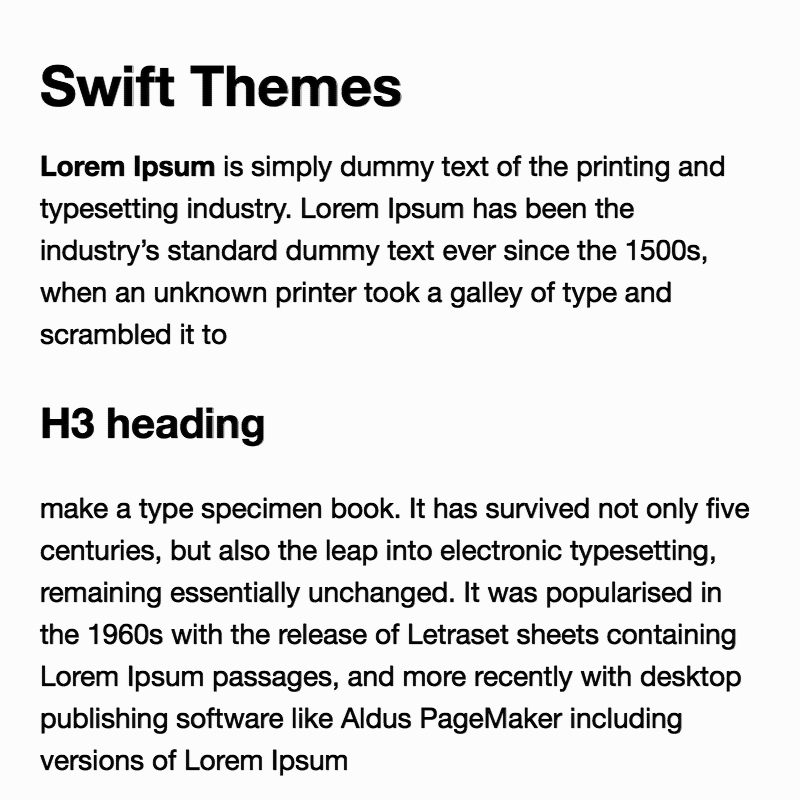 Swift Themes
Lorem Ipsum is simply dummy text of the printing and
typesetting industry. Lorem Ipsum has been the
industry’s standard dummy text ever since the 1500s,
when an unknown printer took a galley of type and
scrambled it to
H3 heading
make a type specimen book. It has survived not only five
centuries, but also the leap into electronic typesetting,
remaining essentially unchanged. It was popularised in
the 1960s with the release of Letraset sheets containing
Lorem Ipsum passages, and more recently with desktop
publishing software like Aldus PageMaker including
versions of Lorem Ipsum